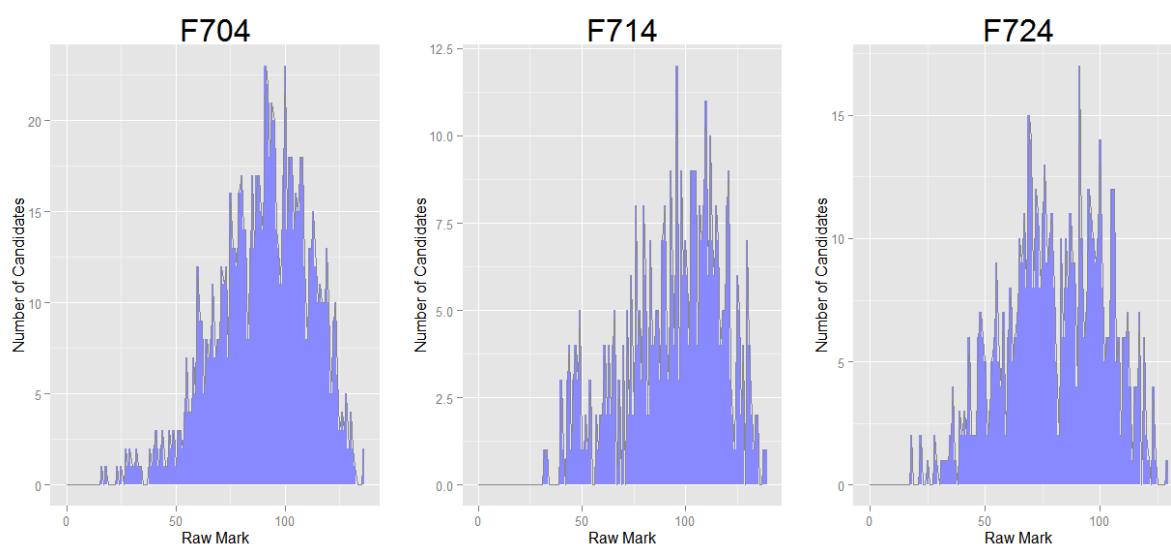 F704
20
15
10
5
0
Number of Candidates
0 50 100
Raw Mark
F714
12.5
10.0
7.5
5.0
2.5
0.0
Number of Candidates
0 50 100
Raw Mark
F724
15
10
5
0
Number of Candidates
0 50 100
Raw Mark